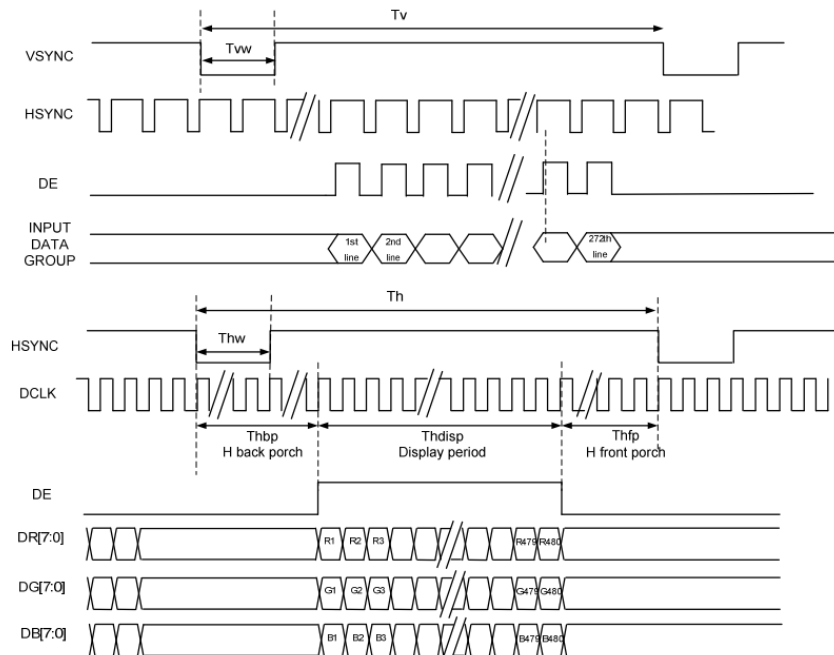 Tv
VSYNC
Tvw
HSYNC
DE
INPUT
DATA
GROUP
1st
line
2nd
line
272th
line
Th
HSYNC
Thw
DCLK
Thbp
H back porch
Thdisp
Display period
Thfp
H front porch
DE
DR[7:0]
R1 R2 R3 R479 R480
DG[7:0]
G1 G2 G3 G479 G480
DB[7:0]
B1 B2 B3 B479 B480